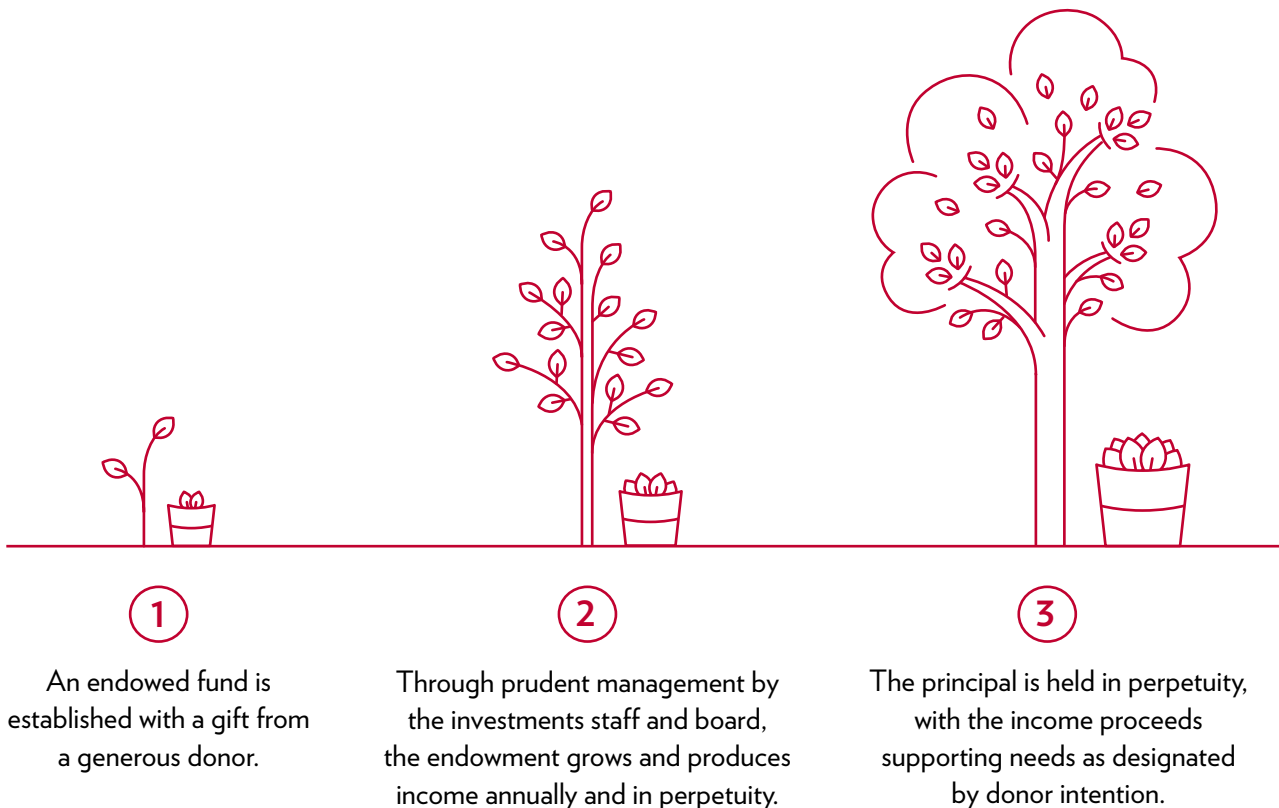 1
An endowed fund is
established with a gift from
a generous donor.
2
Through prudent management by
the investments staff and board,
the endowment grows and produces
income annually and in perpetuity.
3
The principal is held in perpetuity,
with the income proceeds
supporting needs as designated
by donor intention.